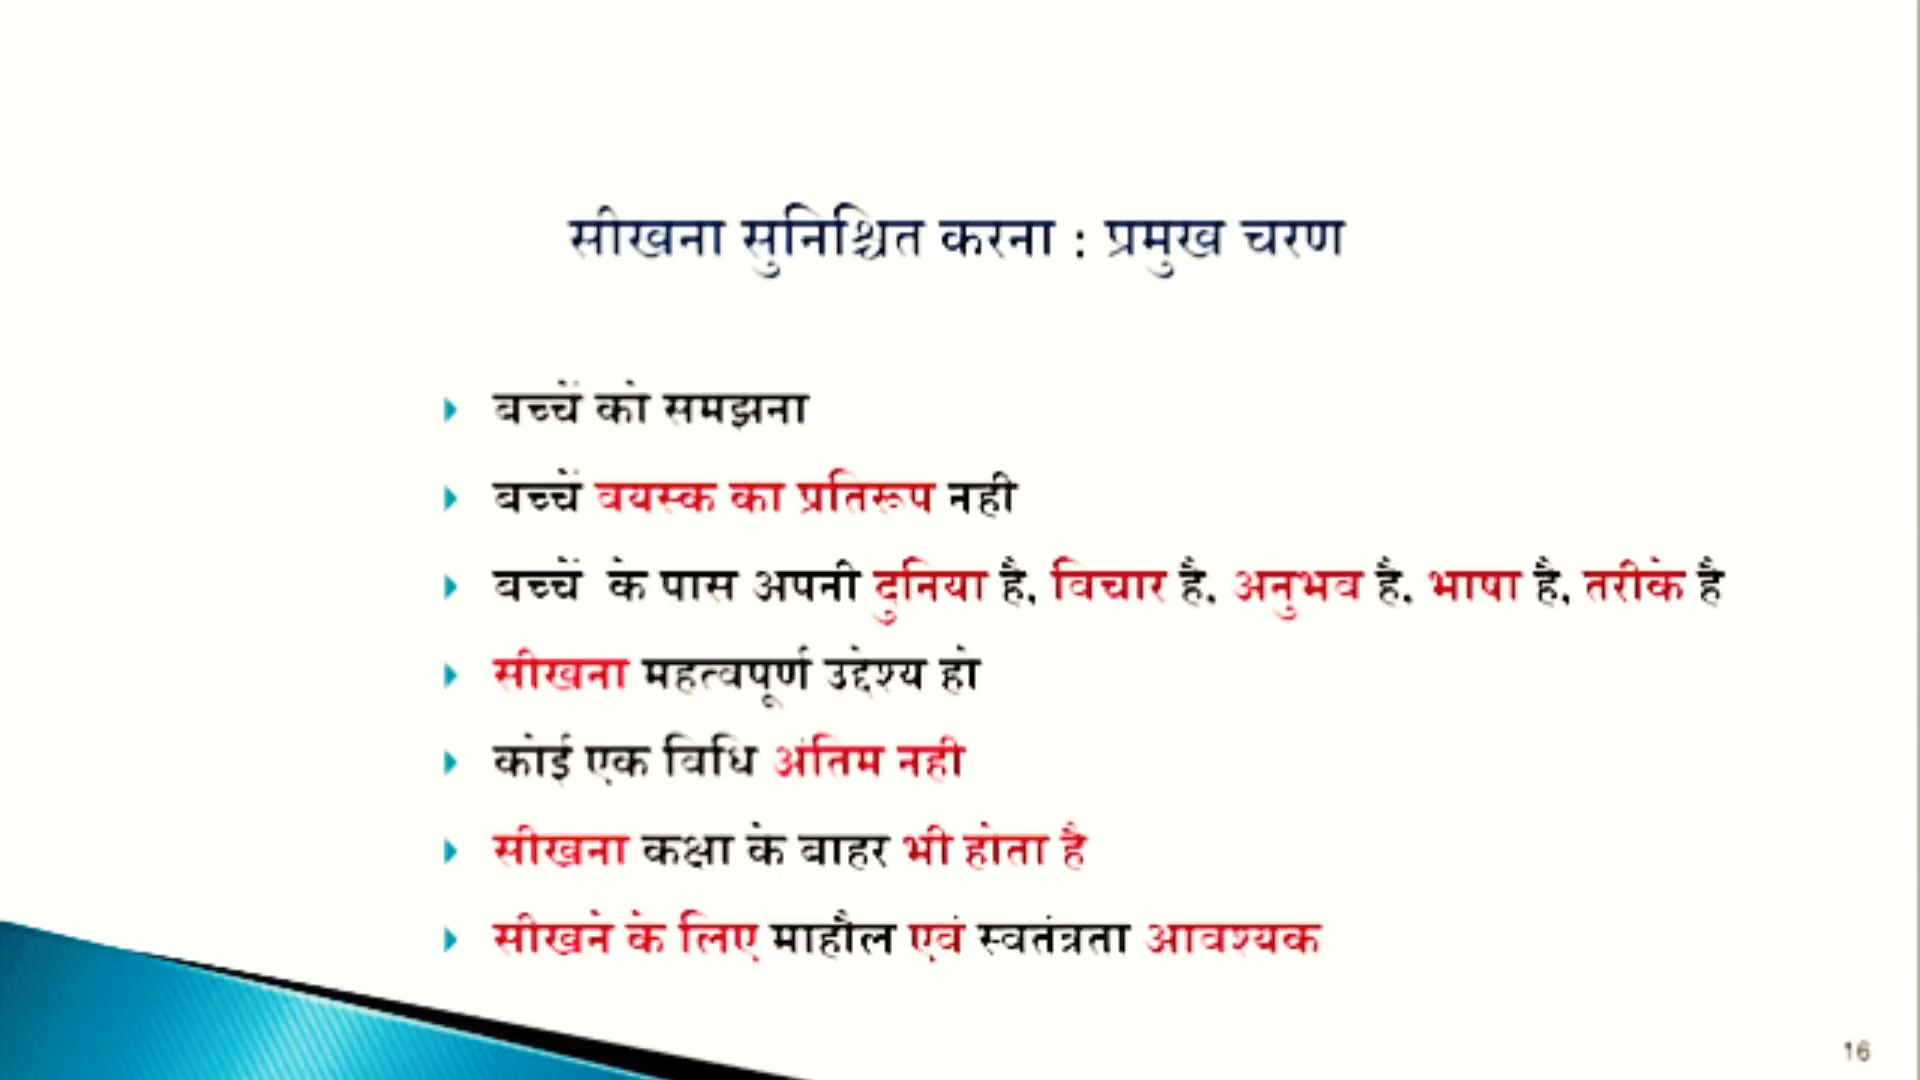 सीखना सुनिश्चित करना : प्रमुख चरण
बच्चें को समझना
बच्चें वयस्क का प्रतिरूप नही
बच्चें के पास अपनी दुनिया है, विचार है, अनुभव है, भाषा है, तरीके है
सीखना महत्वपूर्ण उद्देश्य हो
कोई एक विधि अंतिम नही
सीखना कक्षा के बाहर भी होता है
सीखने के लिए माहौल एवं स्वतंत्रता आवश्यक
16